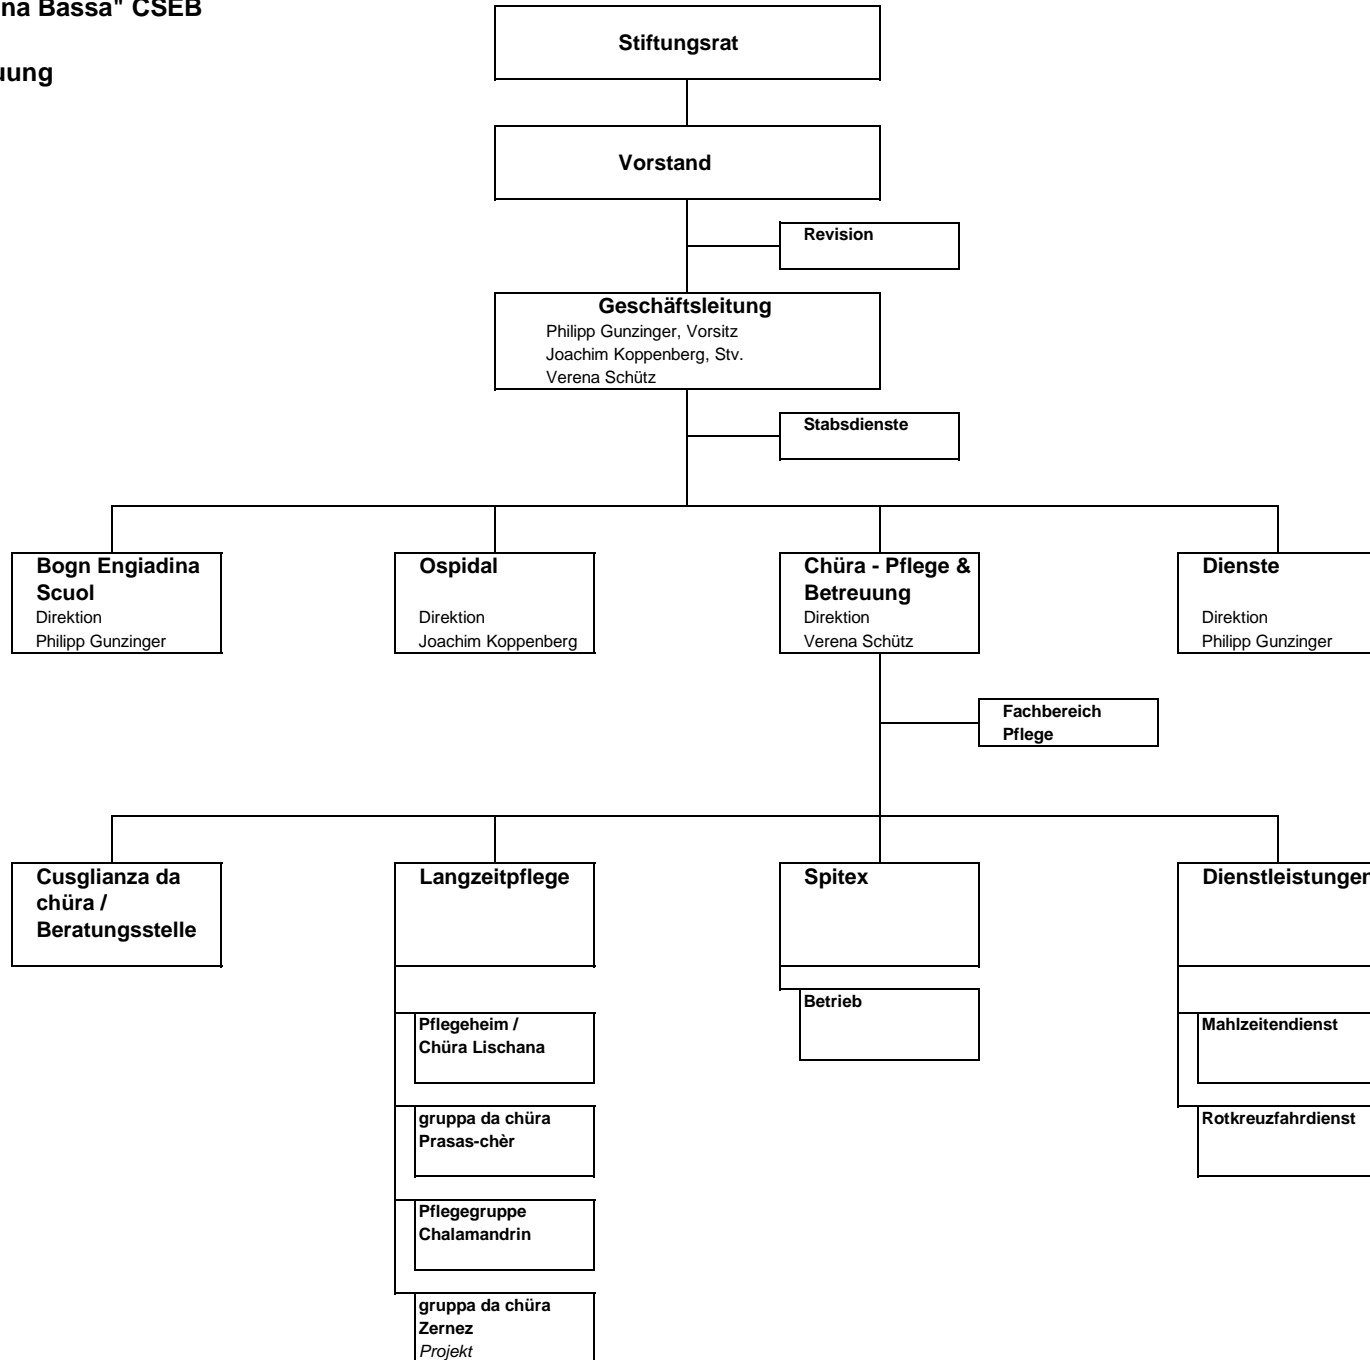 na Bassa" CSEB
uung
Stiftungsrat
Vorstand
Revision
Geschäftsleitung
Philipp Gunzinger, Vorsitz
Joachim Koppenberg, Stv.
Verena Schütz
Stabsdienste
Bogn Engiadina
Scuol
Direktion
Philipp Gunzinger
Ospidal
Direktion
Joachim Koppenberg
Chüra - Pflege &
Betreuung
Direktion
Verena Schütz
Dienste
Direktion
Philipp Gunzinger
Fachbereich
Pflege
Cusglianza da
chüra /
Beratungsstelle
Langzeitpflege
Spitex
Dienstleistungen
Pflegeheim /
Chüra Lischana
gruppa da chüra
Prasas-chèr
Pflegegruppe
Chalamandrin
gruppa da chüra
Zernez
Projekt
Betrieb
Mahlzeitendienst
Rotkreuzfahrdienst